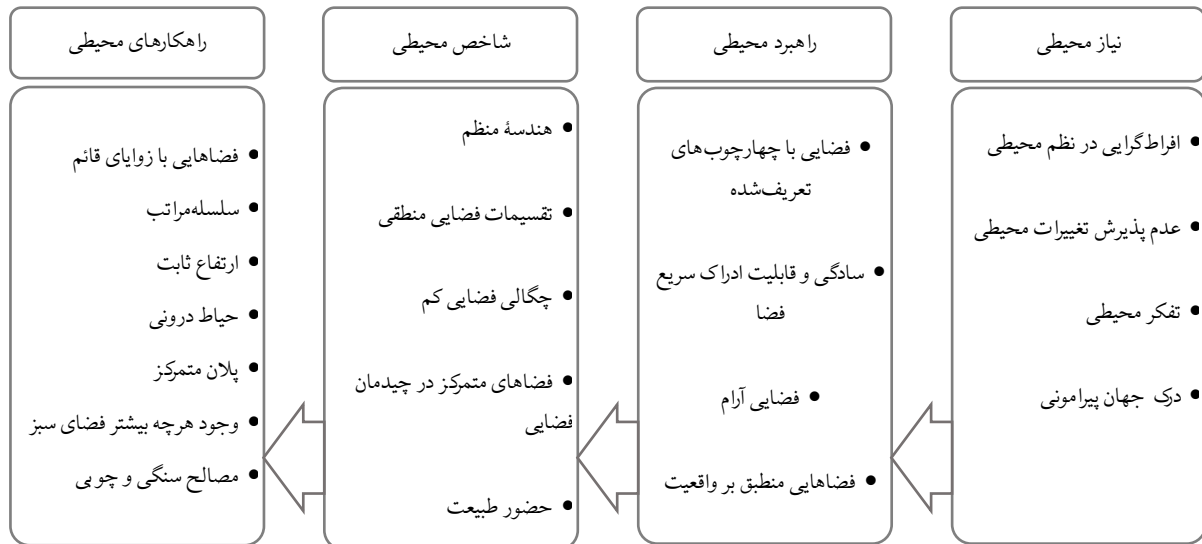 نیاز محیطی
• افراط‌گرایی در نظم محیطی
• عدم پذیرش تغییرات محیطی
• تفکر محیطی
• درک جهان پیرامونی
راهبرد محیطی
• فضایی با چهارچوب‌های
تعریف‌شده
• سادگی و قابلیت ادراک سریع
فضا
• فضایی آرام
• فضاهایی منطبق بر واقعیت
شاخص محیطی
• هندسهٔ منظم
• تقسیمات فضایی منطقی
• چگالی فضایی کم
• فضاهای متمرکز در چیدمان
فضایی
• حضور طبیعت
راهکارهای محیطی
• فضاهایی با زوایای قائم
• سلسله‌مراتب
• ارتفاع ثابت
• حیاط درونی
• پلان متمرکز
• وجود هرچه بیشتر فضای سبز
• مصالح سنگی و چوبی